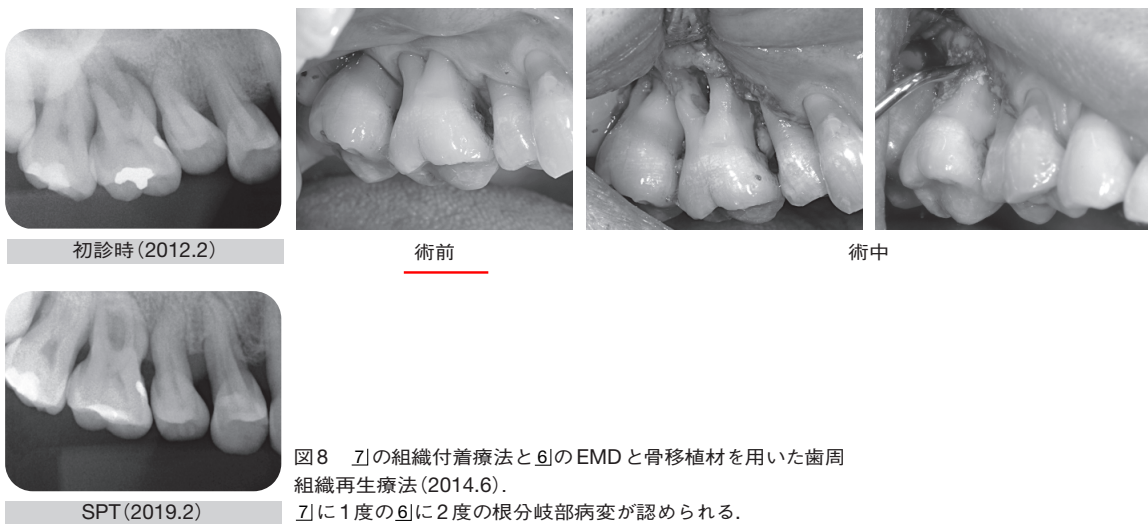 初診時（2012.2）
術前
術中
SPT（2019.2）
図8　7┘の組織付着療法と6┘のEMDと骨移植材を用いた歯周
組織再生療法（2014.6）．
7┘に1度の6┘に2度の根分岐部病変が認められる．